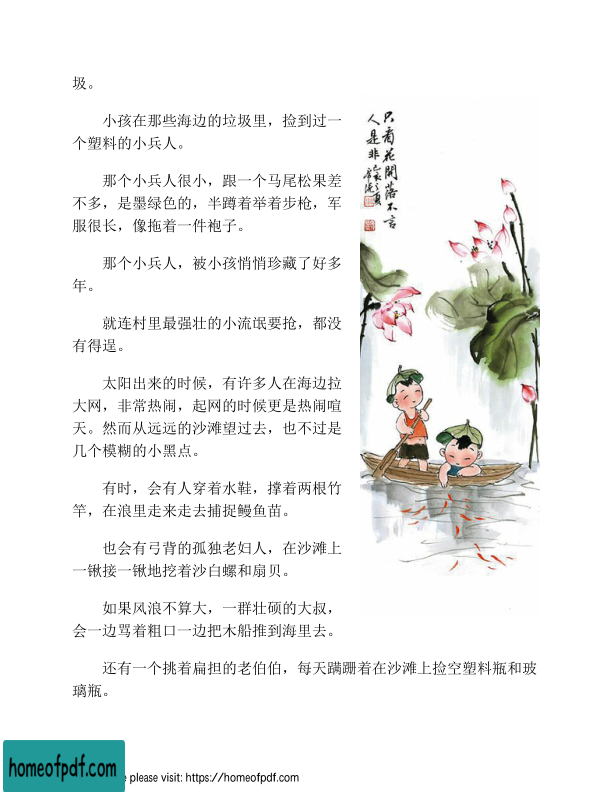 圾。
小孩在那些海边的垃圾里，捡到过一
个塑料的小兵人。
那个小兵人很小，跟一个马尾松果差
不多，是墨绿色的，半蹲着举着步枪，军
服很长，像拖着一件袍子。
那个小兵人，被小孩悄悄珍藏了好多
年。
就连村里最强壮的小流氓要抢，都没
有得逞。
太阳出来的时候，有许多人在海边拉
大网，非常热闹，起网的时候更是热闹喧
天。然而从远远的沙滩望过去，也不过是
几个模糊的小黑点。
有时，会有人穿着水鞋，撑着两根竹
竿，在浪里走来走去捕捉鳗鱼苗。
也会有弓背的孤独老妇人，在沙滩上
一锹接一锹地挖着沙白螺和扇贝。
如果风浪不算大，一群壮硕的大叔，
会一边骂着粗口一边把木船推到海里去。
还有一个挑着扁担的老伯伯，每天蹒跚着在沙滩上捡空塑料瓶和玻
璃瓶。
只看花開落不言
人是非
homeofpdf.com
e please visit: https://homeofpdf.com